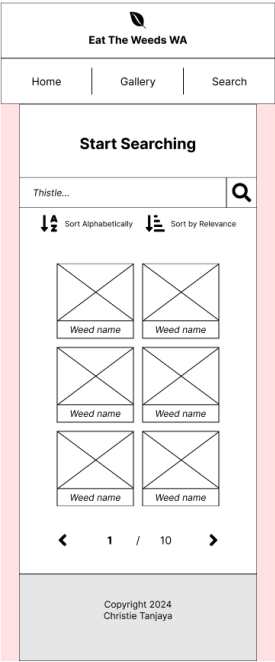 Eat The Weeds WA
Home Gallery Search
Start Searching
Thistle...
A Z Sort Alphabetically Sort by Relevance
Weed name Weed name
Weed name Weed name
Weed name Weed name
1 / 10
Copyright 2024
Christie Tanjaya